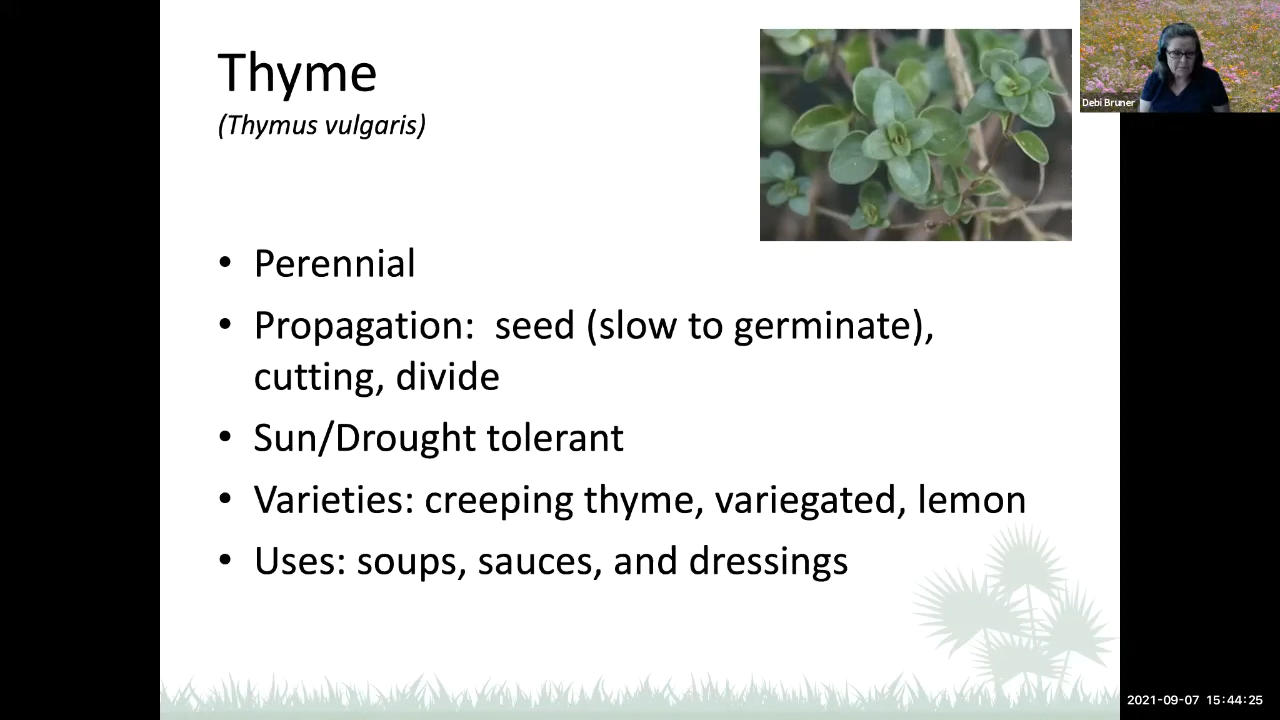 Thyme
(Thymus vulgaris)
Debi Bruner
• Perennial
• Propagation:  seed (slow to germinate),
cutting, divide
• Sun/Drought tolerant
• Varieties: creeping thyme, variegated, lemon
• Uses: soups, sauces, and dressings
2021-09-07 15:44:25